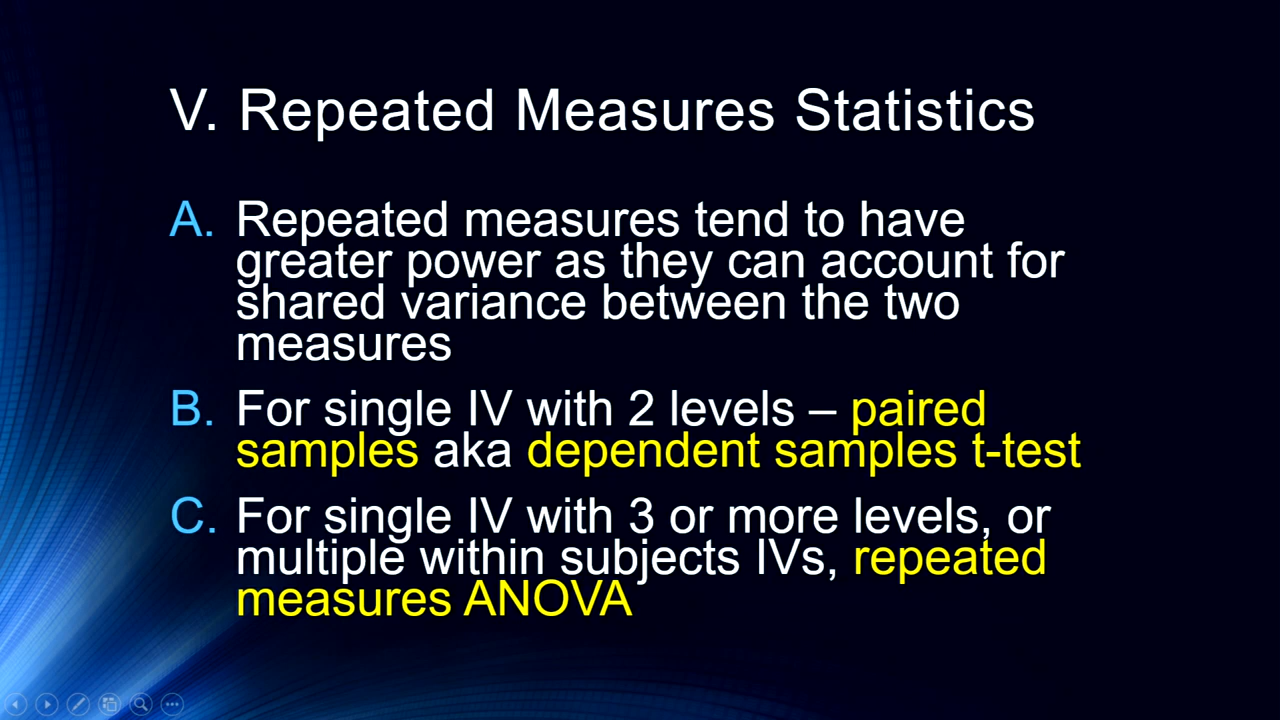 V. Repeated Measures Statistics
A. Repeated measures tend to have
greater power as they can account for
shared variance between the two
measures
B. For single IV with 2 levels – paired
samples aka dependent samples t-test
C. For single IV with 3 or more levels, or
multiple within subjects IVs, repeated
measures ANOVA